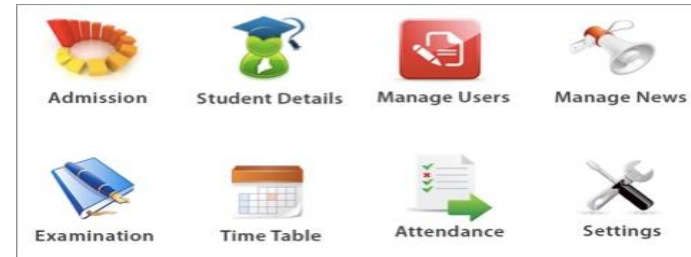 Admission
Student Details
Manage Users
Manage News
Examination
Time Table
Attendance
Settings